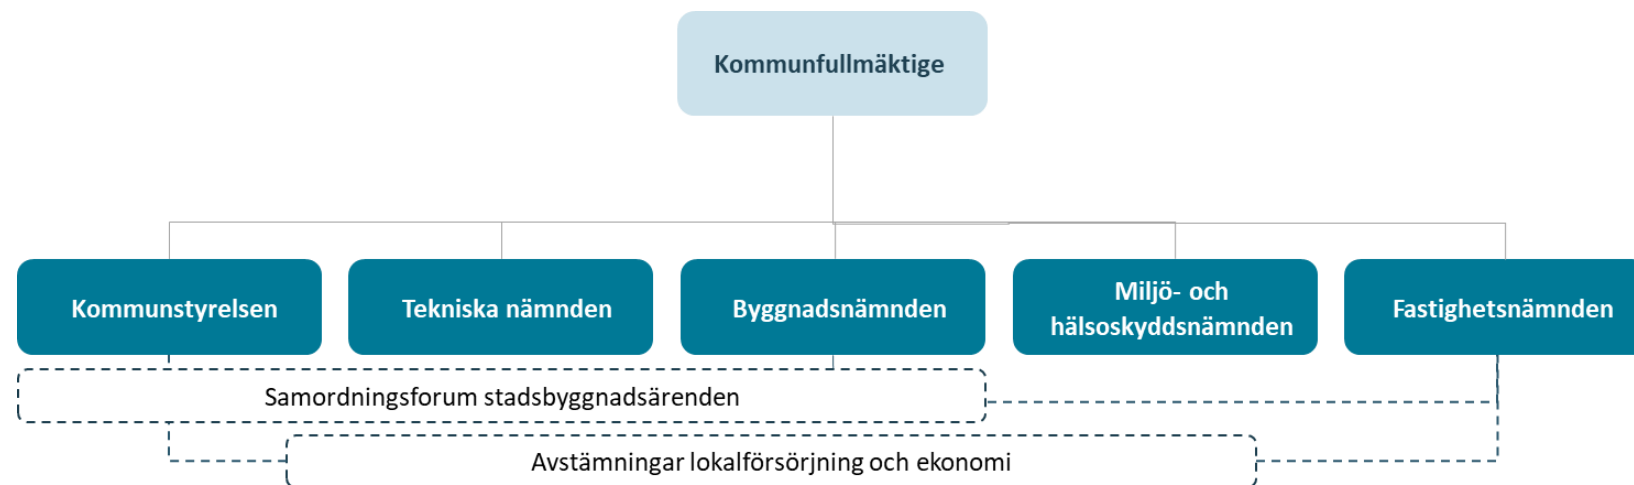 Kommunfullmäktige
Kommunstyrelsen
Tekniska nämnden
Byggnadsnämnden
Miljö- och
hälsoskyddsnämnden
Fastighetsnämnden
Samordningsforum stadsbyggnadsärenden
Avstämningar lokalförsörjning och ekonomi